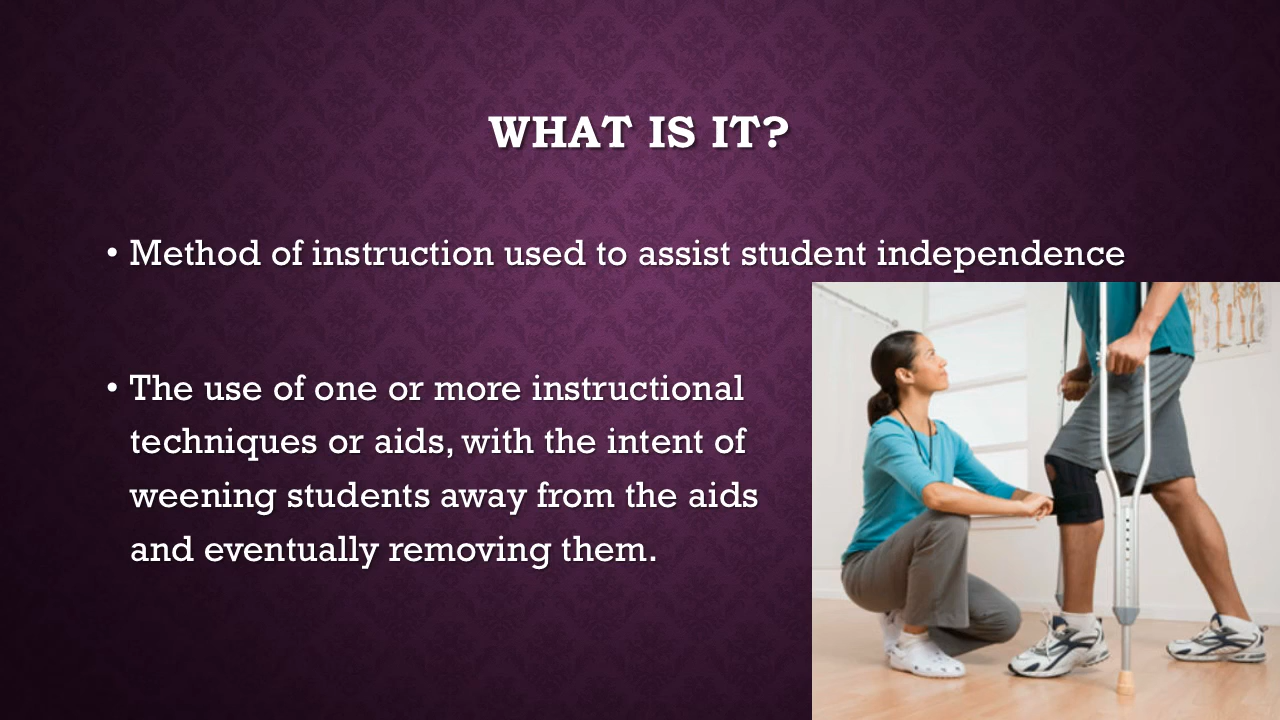 WHAT IS IT?
• Method of instruction used to assist student independence
• The use of one or more instructional
techniques or aids, with the intent of
weening students away from the aids
and eventually removing them.